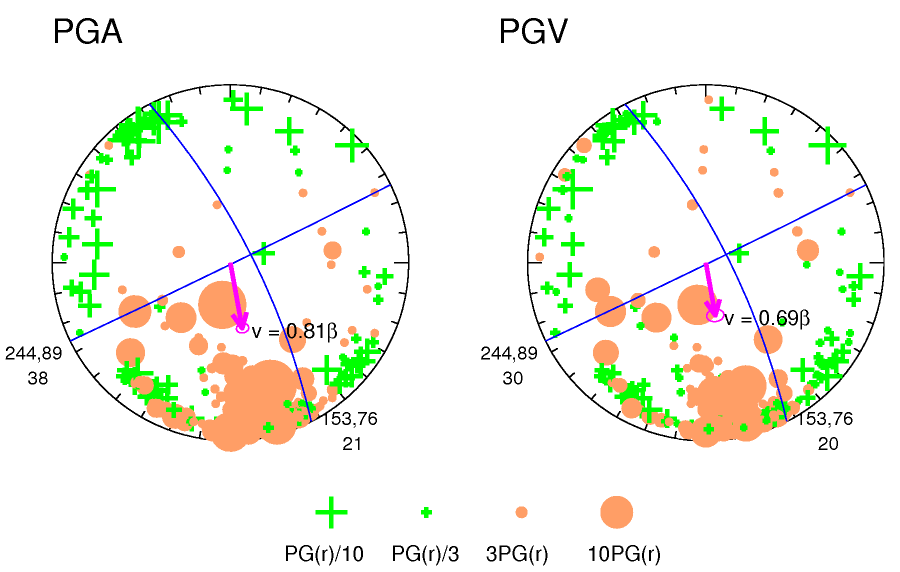 PGA
PGV
v = 0.81β
v = 0.69β
244,89
38
153,76
21
244,89
30
153,76
20
PG(r)/10
PG(r)/3
3PG(r)
10PG(r)